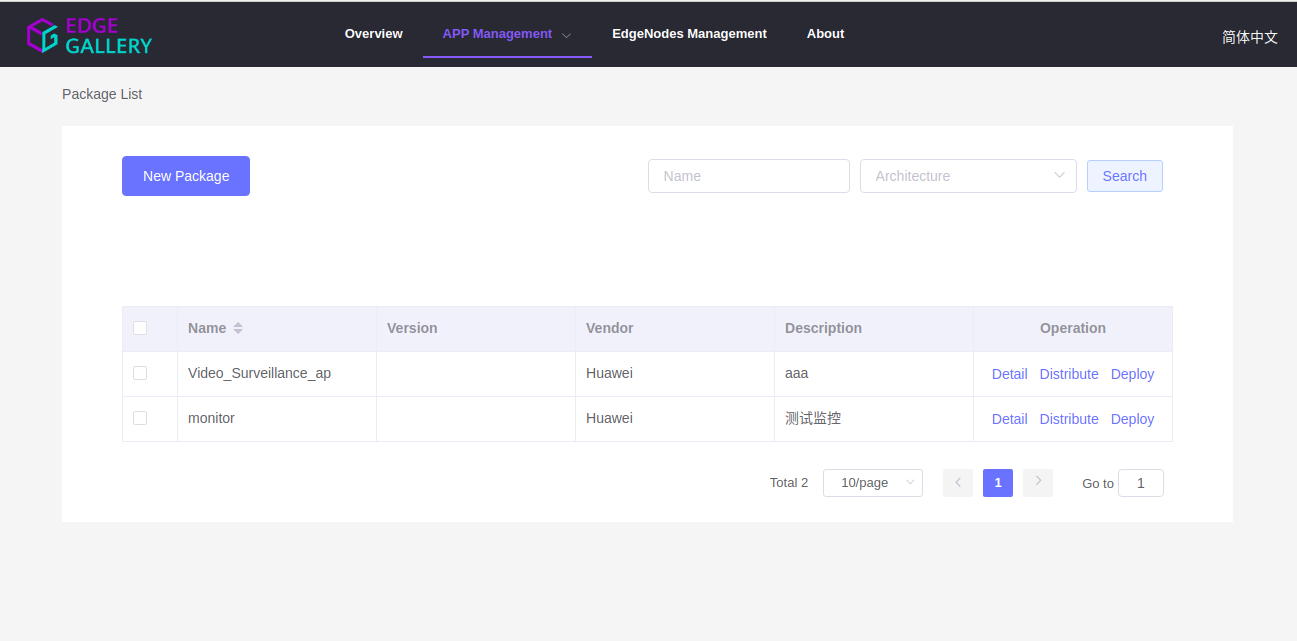 EDGE
GALLERY
Overview
APP Management
EdgeNodes Management
About
简体中文
Package List
New Package
Name
Architecture
Search
Name Version Vendor Description Operation
Video_Surveillance_ap Huawei aaa Detail Distribute Deploy
monitor Huawei 测试监控 Detail Distribute Deploy
Total 2 10/page 1 Go to 1